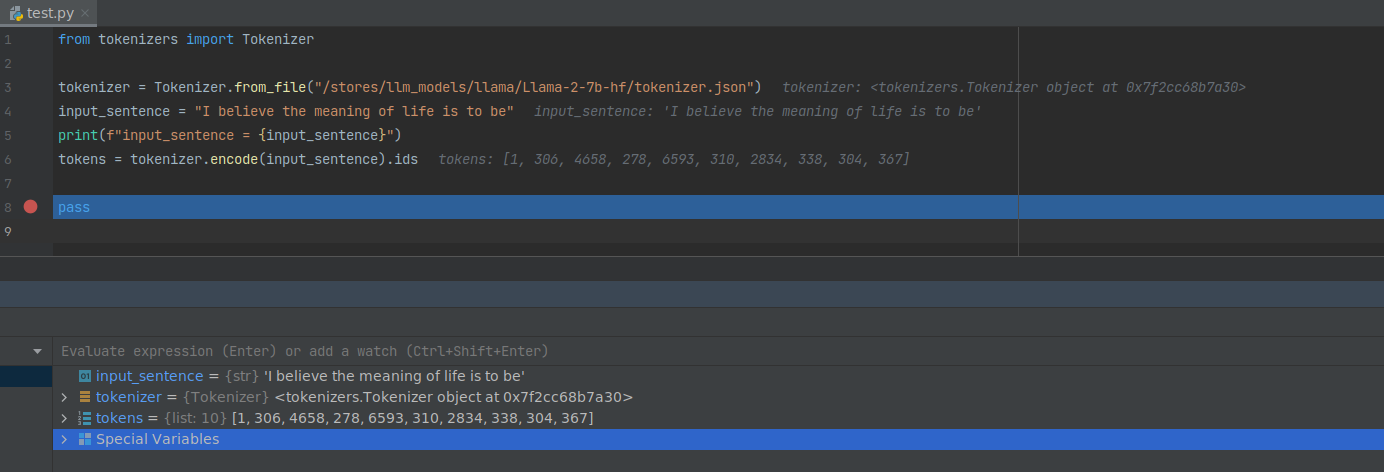 test.py
1 from tokenizers import Tokenizer
2
3 tokenizer = Tokenizer.from_file("/stores/llm_models/llama/Llama-2-7b-hf/tokenizer.json") tokenizer: <tokenizers.Tokenizer object at 0x7f2cc68b7a30>
4 input_sentence = "I believe the meaning of life is to be" input_sentence: 'I believe the meaning of life is to be'
5 print(f"input_sentence = {input_sentence}")
6 tokens = tokenizer.encode(input_sentence).ids tokens: [1, 306, 4658, 278, 6593, 310, 2834, 338, 304, 367]
7
8 pass
9
Evaluate expression (Enter) or add a watch (Ctrl+Shift+Enter)
input_sentence = {str} 'I believe the meaning of life is to be'
tokenizer = {Tokenizer} <tokenizers.Tokenizer object at 0x7f2cc68b7a30>
tokens = {list: 10} [1, 306, 4658, 278, 6593, 310, 2834, 338, 304, 367]
Special Variables